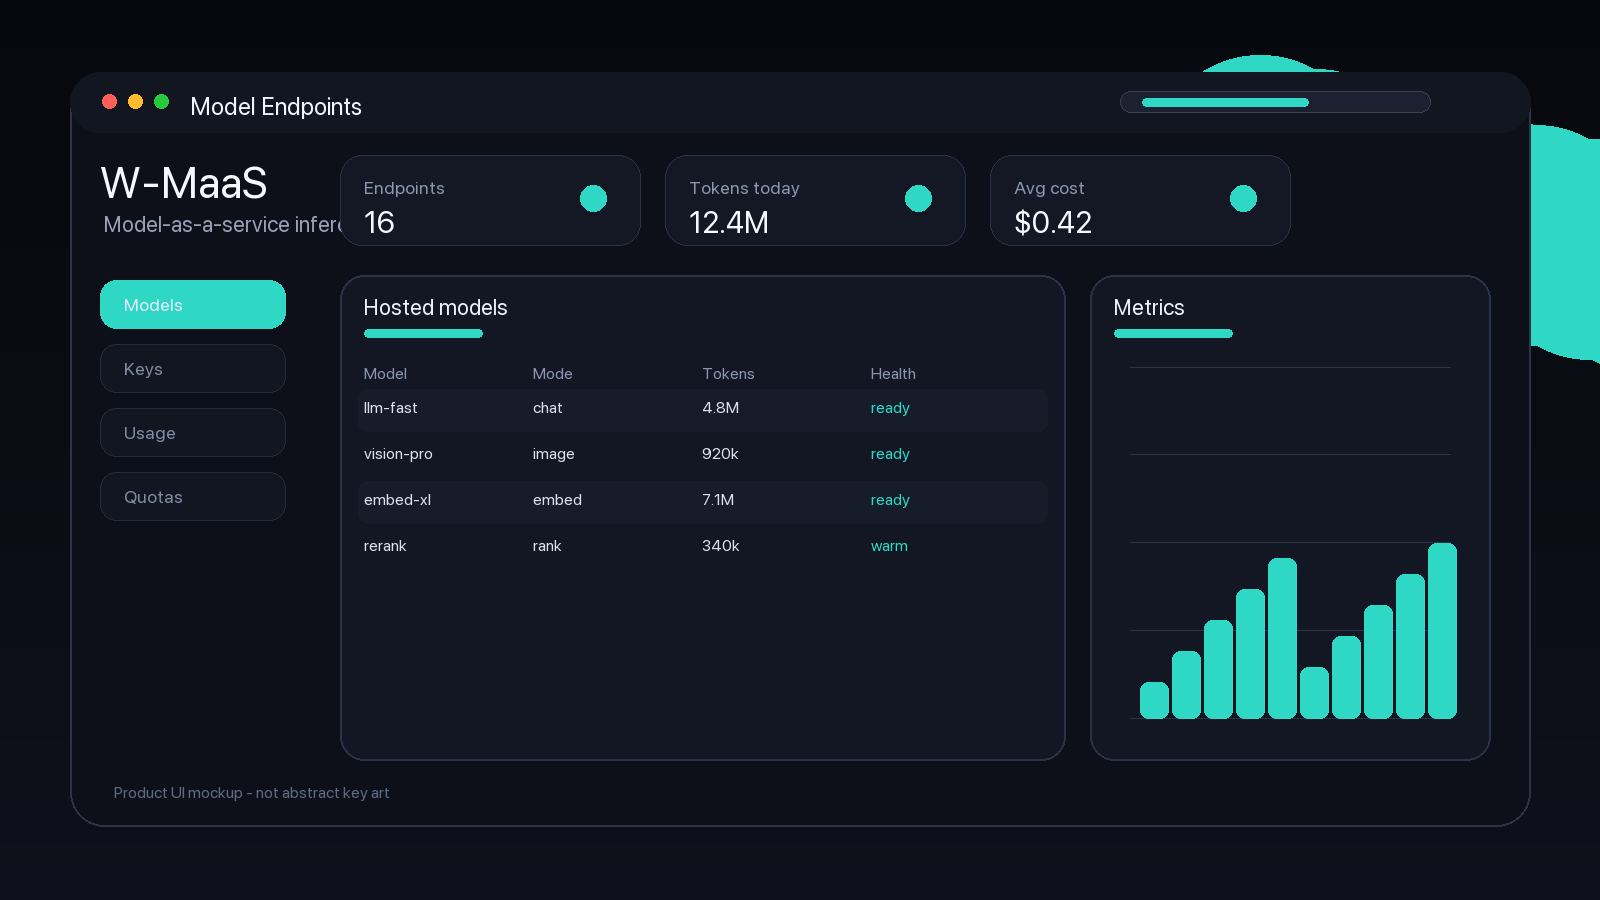 Model Endpoints
W-MaaS
Model-as-a-service
Endpoints
16
Tokens today
12.4M
Avg cost
$0.42
Models
Keys
Usage
Quotas
Hosted models
Model Mode Tokens Health
llm-fast chat 4.8M ready
vision-pro image 920k ready
embed-xl embed 7.1M ready
rerank rank 340k warm
Metrics
Product UI mockup - not abstract key art